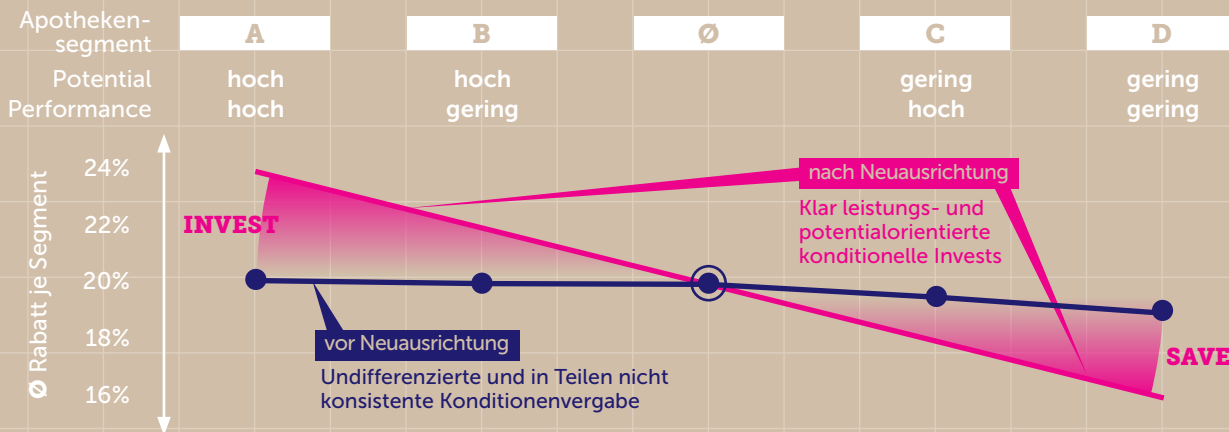 Apotheken-
segment
A B Ø C D
Potential hoch hoch gering gering
Performance hoch gering hoch gering
Ø Rabatt je Segment
24%
22%
20%
18%
16%
INVEST
nach Neuausrichtung
Klar leistungs- und
potentialorientierte
konditionelle Invests
vor Neuausrichtung
Undifferenzierte und in Teilen nicht
konsistente Konditionenvergabe
SAVE